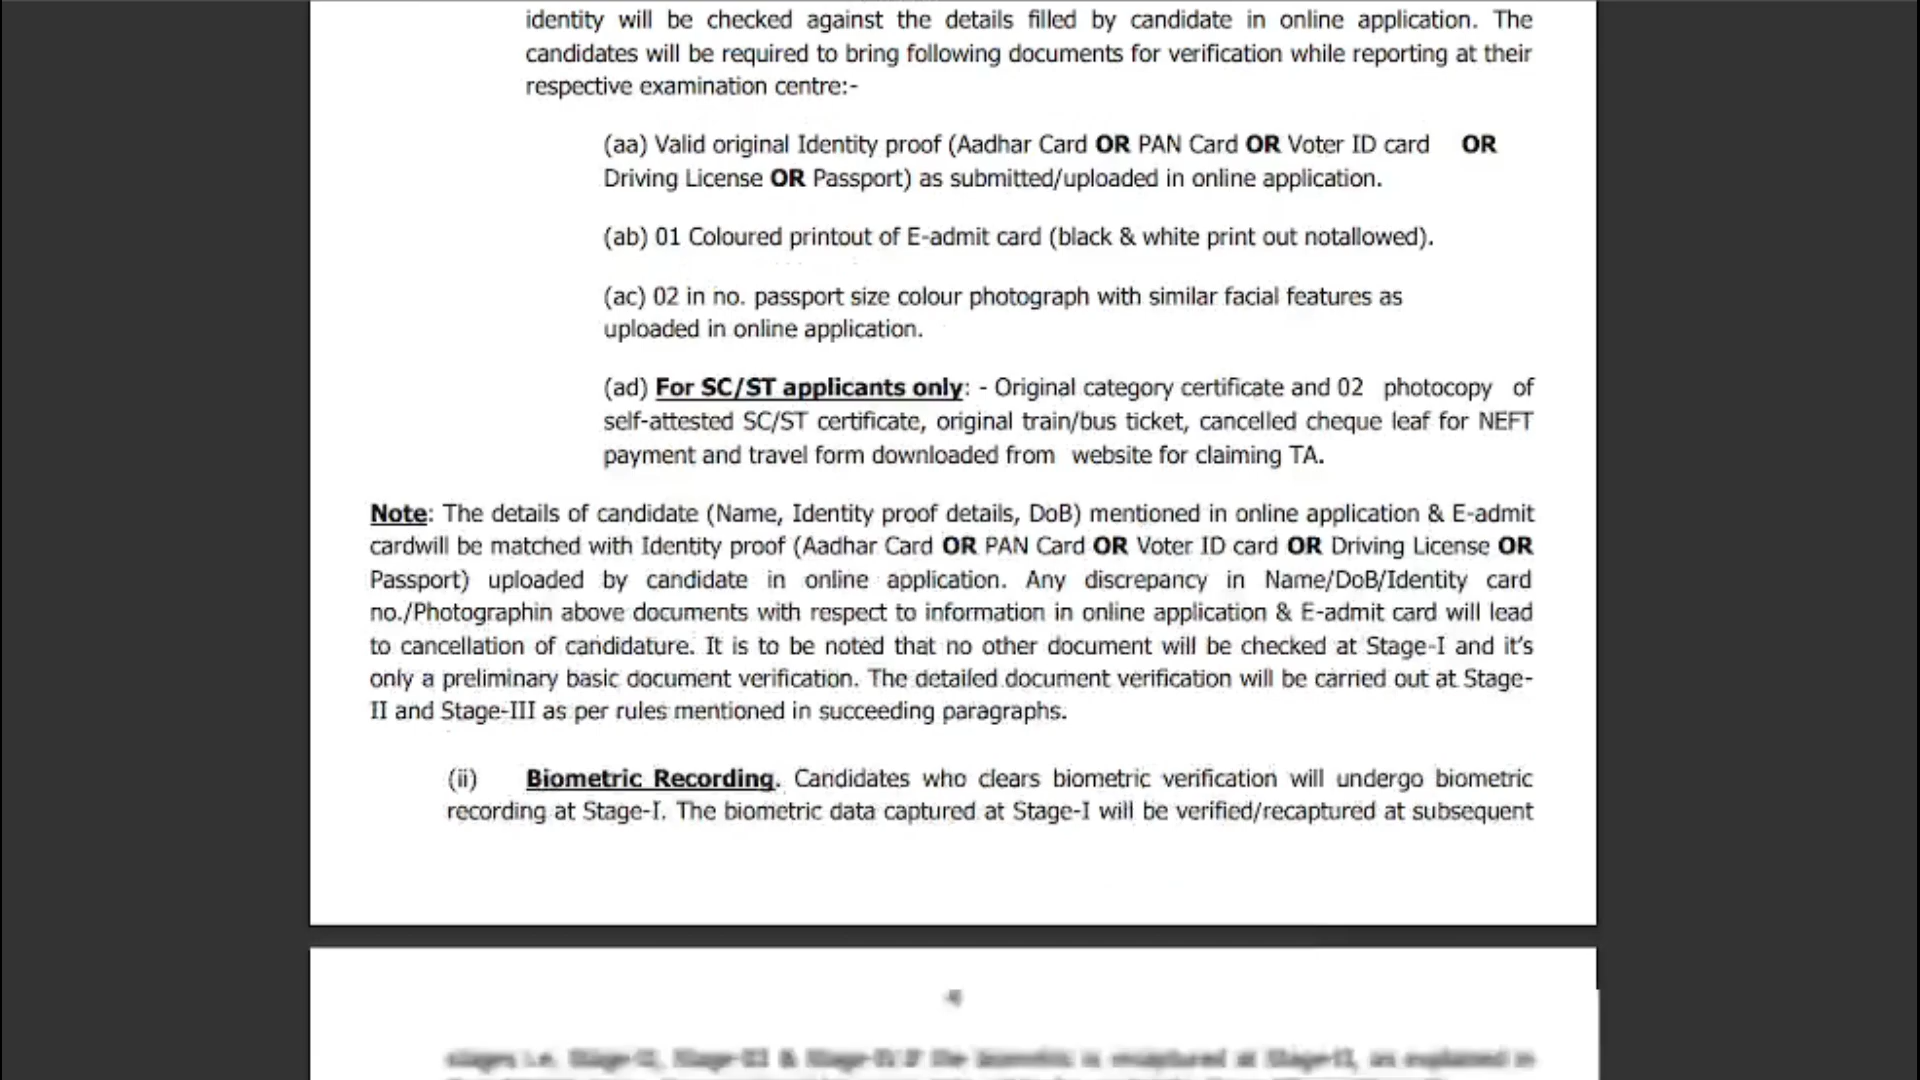 identity will be checked against the details filled by candidate in online application. The
candidates will be required to bring following documents for verification while reporting at their
respective examination centre:-
(aa) Valid original Identity proof (Aadhar Card OR PAN Card OR Voter ID card OR
Driving License OR Passport) as submitted/uploaded in online application.
(ab) 01 Coloured printout of E-admit card (black & white print out notallowed).
(ac) 02 in no. passport size colour photograph with similar facial features as
uploaded in online application.
(ad) For SC/ST applicants only: - Original category certificate and 02 photocopy of
self-attested SC/ST certificate, original train/bus ticket, cancelled cheque leaf for NEFT
payment and travel form downloaded from website for claiming TA.
Note: The details of candidate (Name, Identity proof details, DoB) mentioned in online application & E-admit
cardwill be matched with Identity proof (Aadhar Card OR PAN Card OR Voter ID card OR Driving License OR
Passport) uploaded by candidate in online application. Any discrepancy in Name/DoB/Identity card
no./Photographin above documents with respect to information in online application & E-admit card will lead
to cancellation of candidature. It is to be noted that no other document will be checked at Stage-I and it's
only a preliminary basic document verification. The detailed document verification will be carried out at Stage-
II and Stage-III as per rules mentioned in succeeding paragraphs.
(ii) Biometric Recording. Candidates who clears biometric verification will undergo biometric
recording at Stage-I. The biometric data captured at Stage-I will be verified/recaptured at subsequent
stages i.e. Stage-II, Stage-III &